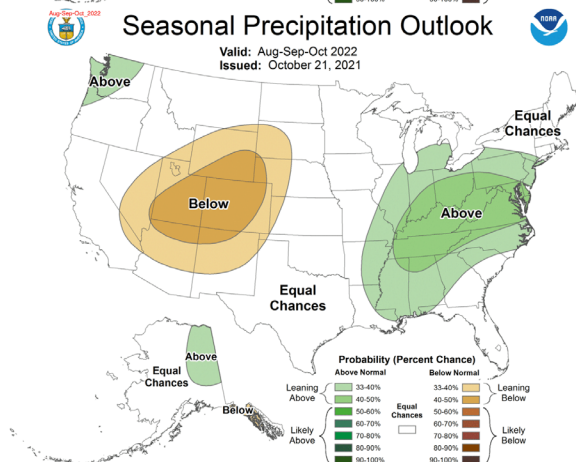 Aug-Sep-Oct 2022
Seasonal Precipitation Outlook
NOAA
Valid: Aug-Sep-Oct 2022
Issued: October 21, 2021
Above
Equal
Chances
Below
Above
Equal
Chances
Above
Equal
Chances
Below
Probability (Percent Chance)
Above Normal
Below Normal
Leaning
Above
33-40%
40-50%
Likely
Above
50-60%
60-70%
70-80%
80-90%
90-100%
Equal
Chances
33-40%
40-50%
Leaning
Below
50-60%
60-70%
70-80%
80-90%
90-100%
Likely
Below